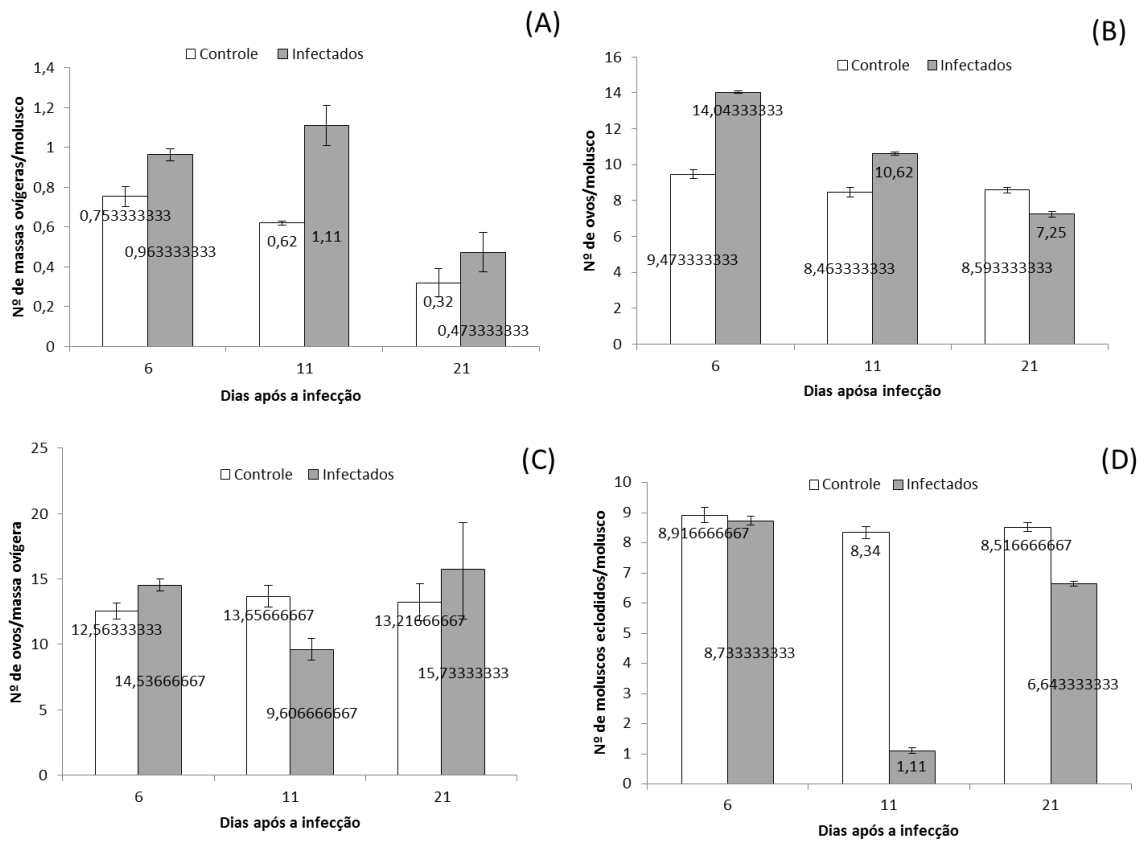 (A)
Controle Infectados
Nº de massas ovígeras/molusco
1,4
1,2
1
0,8
0,6
0,4
0,2
0
0,753333333
0,963333333
0,62
1,11
0,32
0,473333333
6 11 21
Dias após a infecção
(B)
Controle Infectados
Nº de ovos/molusco
16
14
12
10
8
6
4
2
0
9,473333333
14,04333333
8,463333333
10,62
8,593333333
7,25
6 11 21
Dias apósa infecção
(C)
Controle Infectados
Nº de ovos/massa ovígera
25
20
15
10
5
0
12,56333333
14,53666667
13,65666667
9,606666667
13,21666667
15,73333333
6 11 21
Dias após a infecção
(D)
Controle Infectados
Nº de moluscos eclodidos/molusco
10
9
8
7
6
5
4
3
2
1
0
8,916666667
8,733333333
8,34
1,11
8,516666667
6,643333333
6 11 21
Dias após a infecção